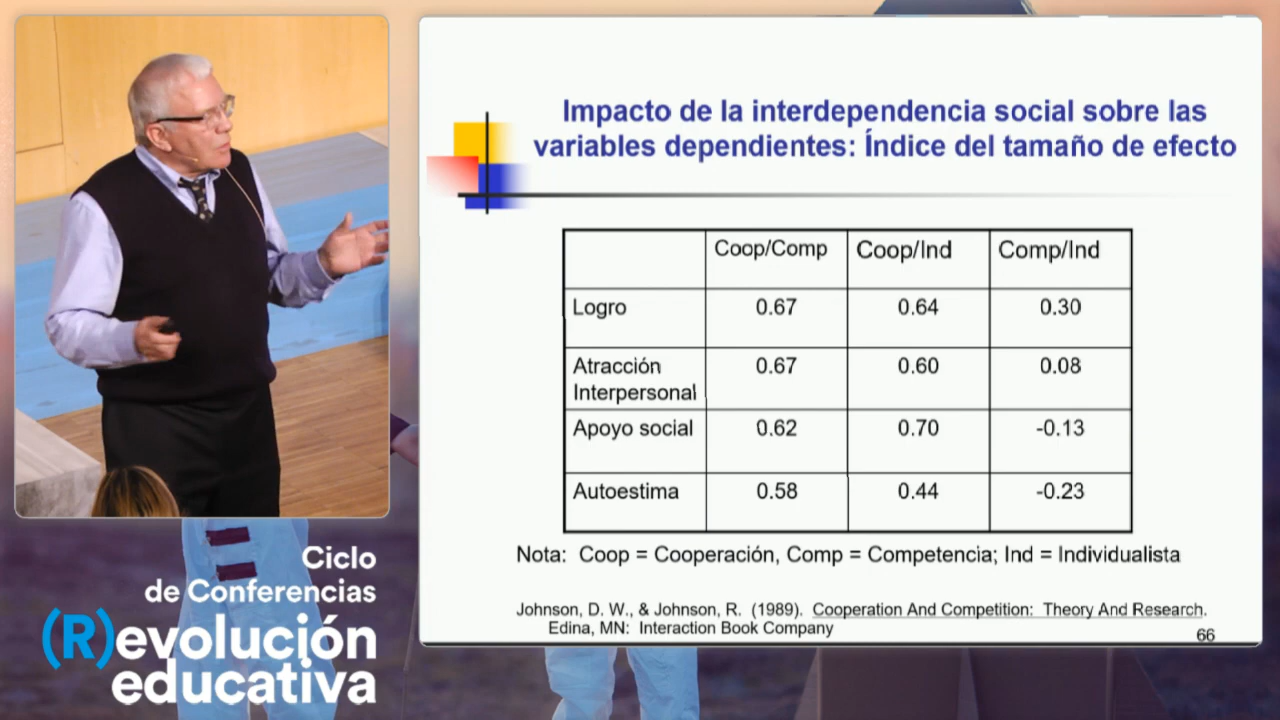 Impacto de la interdependencia social sobre las
variables dependientes: Índice del tamaño de efecto
Coop/Comp Coop/Ind Comp/Ind
Logro 0.67 0.64 0.30
Atracción
Interpersonal 0.67 0.60 0.08
Apoyo social 0.62 0.70 -0.13
Autoestima 0.58 0.44 -0.23
Nota: Coop = Cooperación, Comp = Competencia; Ind = Individualista
Johnson, D. W., & Johnson, R. (1989). Cooperation And Competition: Theory And Research.
Edina, MN: Interaction Book Company
66
Ciclo
de Conferencias
(R)evolución
educativa